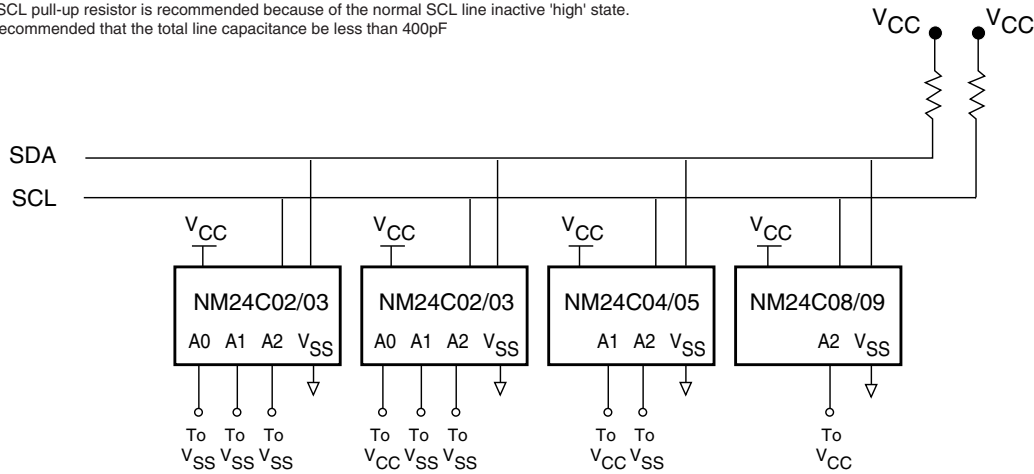 SCL pull-up resistor is recommended because of the normal SCL line inactive 'high' state.
ecommended that the total line capacitance be less than 400pF
VCC VCC
SDA
SCL
VCC VCC VCC VCC
NM24C02/03 NM24C02/03 NM24C04/05 NM24C08/09
A0 A1 A2 VSS A0 A1 A2 VSS A1 A2 VSS A2 VSS
To To To To To To To To To
VSS VSS VSS VCC VSS VSS VCC VSS VCC